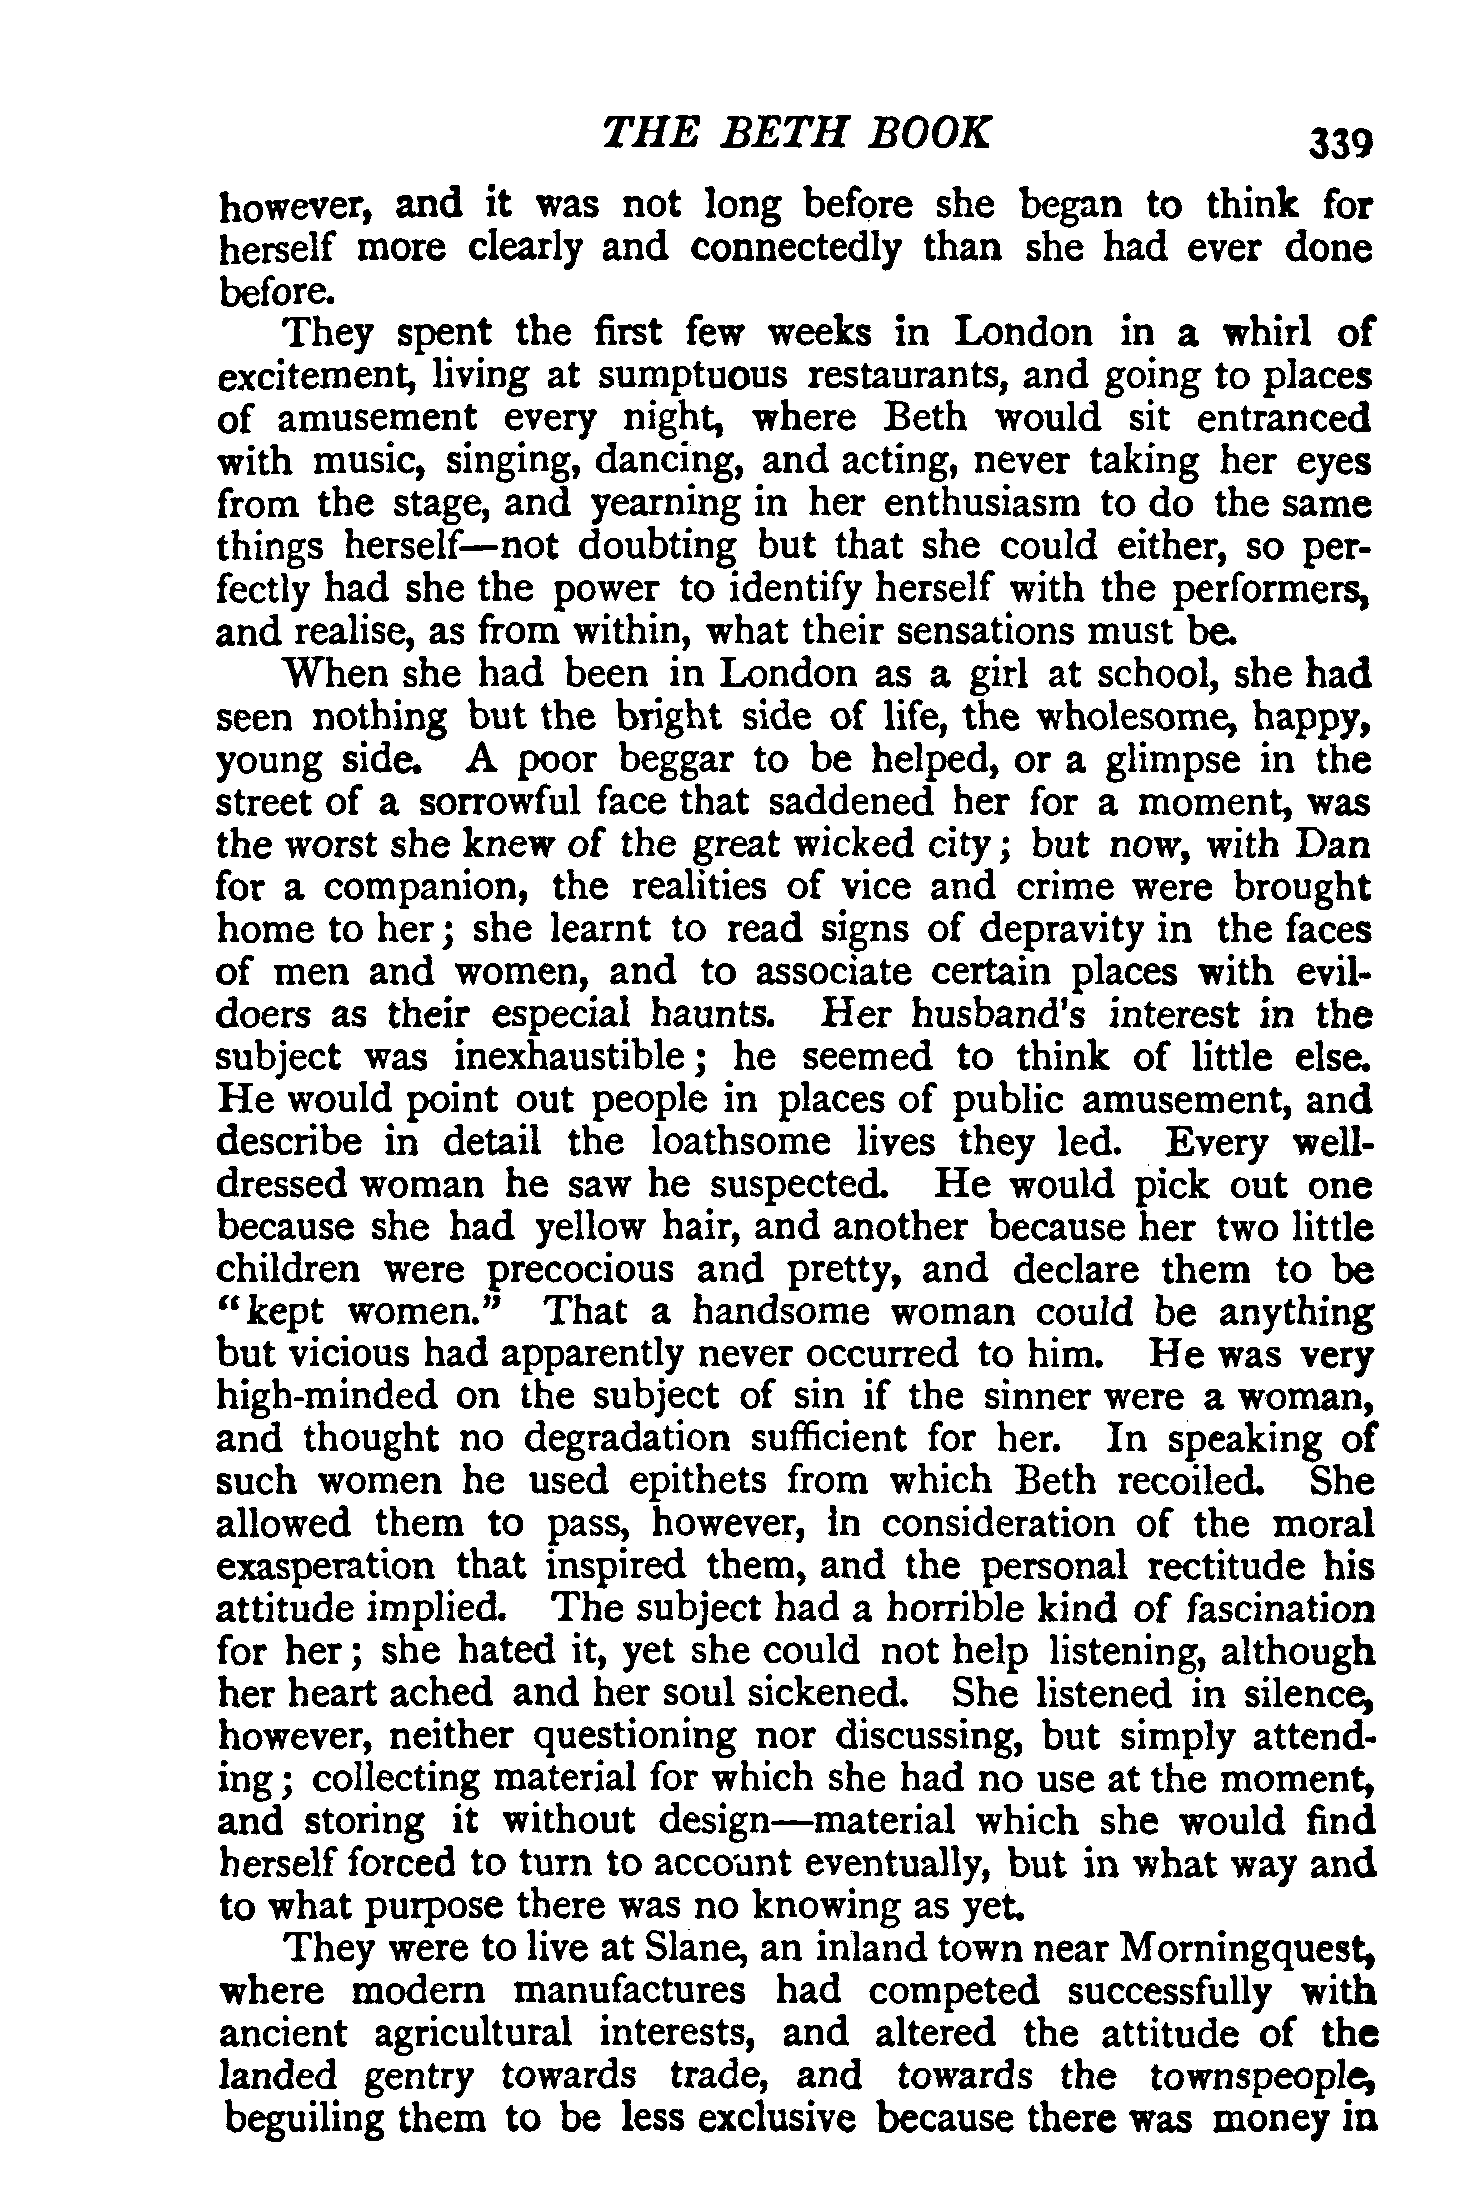 THE BETH BOOK 339
however, and it was not long before she began to think for
herself more clearly and connectedly than she had ever done
before.
They spent the first few weeks in London in a whirl of
excitement, living at sumptuous restaurants, and going to places
of amusement every night, where Beth would sit entranced
with music, singing, dancing, and acting, never taking her eyes
from the stage, and yearning in her enthusiasm to do the same
things herself—not doubting but that she could either, so per-
fectly had she the power to identify herself with the performers,
and realise, as from within, what their sensations must be.
When she had been in London as a girl at school, she had
seen nothing but the bright side of life, the wholesome, happy,
young side. A poor beggar to be helped, or a glimpse in the
street of a sorrowful face that saddened her for a moment, was
the worst she knew of the great wicked city; but now, with Dan
for a companion, the realities of vice and crime were brought
home to her; she learnt to read signs of depravity in the faces
of men and women, and to associate certain places with evil-
doers as their especial haunts. Her husband's interest in the
subject was inexhaustible; he seemed to think of little else.
He would point out people in places of public amusement, and
describe in detail the loathsome lives they led. Every well-
dressed woman he saw he suspected. He would pick out one
because she had yellow hair, and another because her two little
children were precocious and pretty, and declare them to be
"kept women." That a handsome woman could be anything
but vicious had apparently never occurred to him. He was very
high-minded on the subject of sin if the sinner were a woman,
and thought no degradation sufficient for her. In speaking of
such women he used epithets from which Beth recoiled. She
allowed them to pass, however, in consideration of the moral
exasperation that inspired them, and the personal rectitude his
attitude implied. The subject had a horrible kind of fascination
for her; she hated it, yet she could not help listening, although
her heart ached and her soul sickened. She listened in silence,
however, neither questioning nor discussing, but simply attend-
ing; collecting material for which she had no use at the moment,
and storing it without design—material which she would find
herself forced to turn to account eventually, but in what way and
to what purpose there was no knowing as yet.
They were to live at Slane, an inland town near Morningquest,
where modern manufactures had competed successfully with
ancient agricultural interests, and altered the attitude of the
landed gentry towards trade, and towards the townspeople,
beguiling them to be less exclusive because there was money in